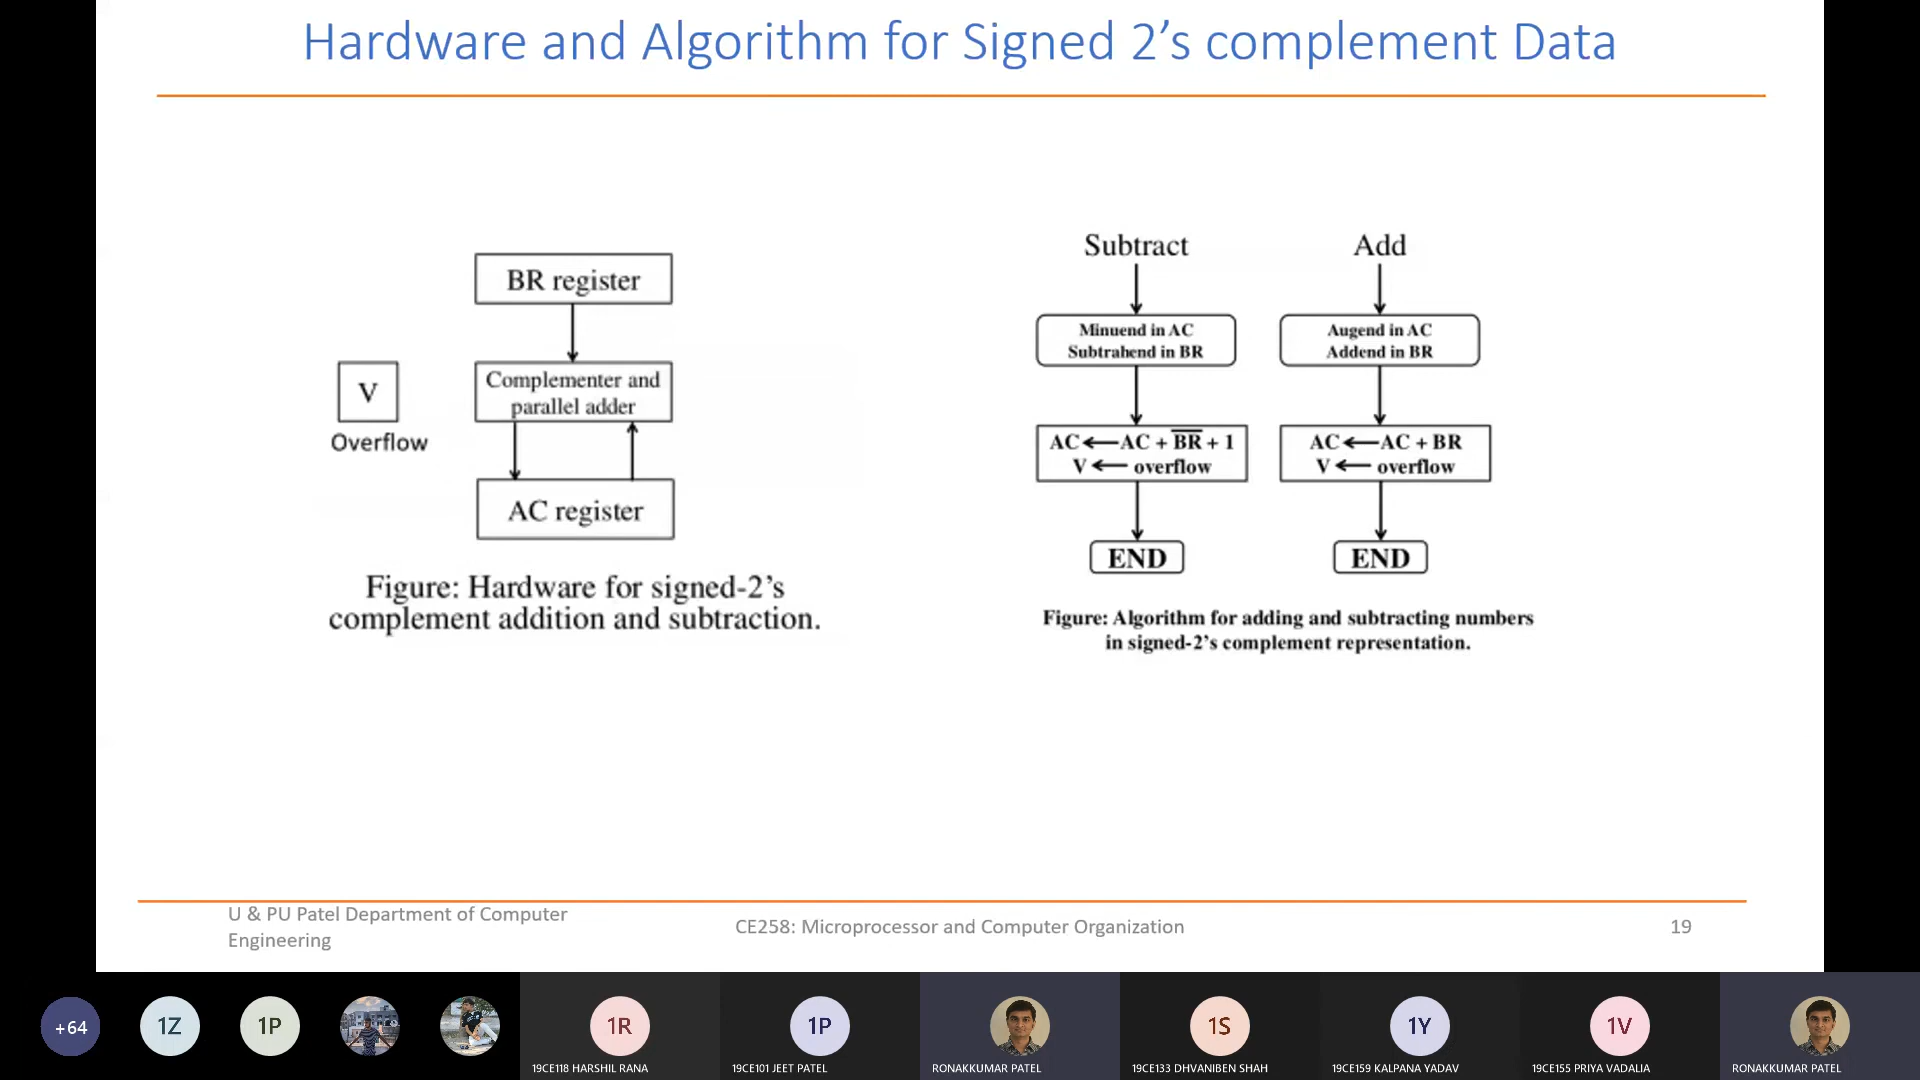 Hardware and Algorithm for Signed 2’s complement Data
BR register
V
Overflow
Complementer and
parallel adder
AC register
Figure: Hardware for signed-2’s
complement addition and subtraction.
Subtract
Minuend in AC
Subtrahend in BR
AC ← AC + B̅R̅ + 1
V ← overflow
END
Add
Augend in AC
Addend in BR
AC ← AC + BR
V ← overflow
END
Figure: Algorithm for adding and subtracting numbers
in signed-2’s complement representation.
U & PU Patel Department of Computer
Engineering
CE258: Microprocessor and Computer Organization
19
+64
1Z
1P
1R
19CE118 HARSHIL RANA
1P
19CE101 JEET PATEL
RONAKKUMAR PATEL
1S
19CE133 DHVANIBEN SHAH
1Y
19CE159 KALPANA YADAV
1V
19CE155 PRIYA VADALIA
RONAKKUMAR PATEL